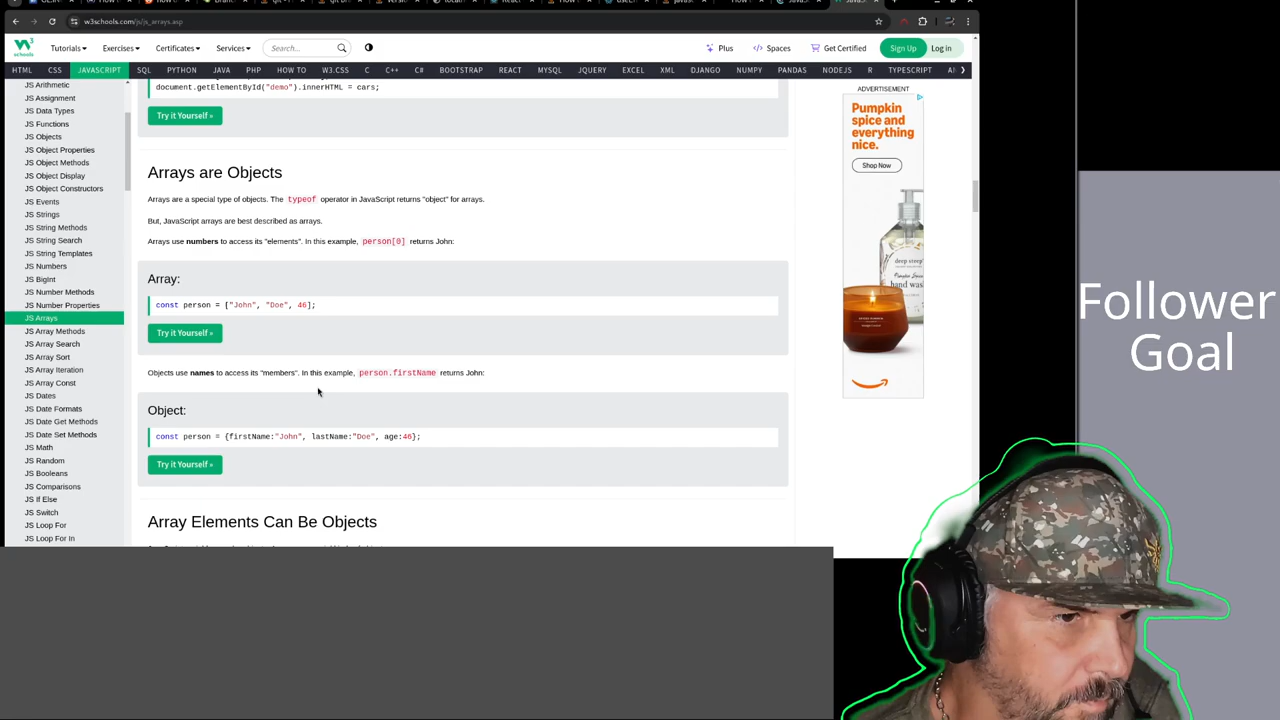 w3schools.com/js/js_arrays.asp
Tutorials Exercises Certificates Services Search... Plus Spaces Get Certified Sign Up Log in
HTML CSS JAVASCRIPT SQL PYTHON JAVA PHP HOW TO W3.CSS C C++ C# BOOTSTRAP REACT MYSQL JQUERY EXCEL XML DJANGO NUMPY PANDAS NODEJS R TYPESCRIPT
JS Arithmetic
JS Assignment
JS Data Types
JS Functions
JS Objects
JS Object Properties
JS Object Methods
JS Object Display
JS Object Constructors
JS Events
JS Strings
JS String Methods
JS String Search
JS String Templates
JS Numbers
JS BigInt
JS Number Methods
JS Number Properties
JS Arrays
JS Array Methods
JS Array Search
JS Array Sort
JS Array Iteration
JS Array Const
JS Dates
JS Date Formats
JS Date Get Methods
JS Date Set Methods
JS Math
JS Random
JS Booleans
JS Comparisons
JS If Else
JS Switch
JS Loop For
JS Loop For In
document.getElementById("demo").innerHTML = cars;
Try it Yourself »
Arrays are Objects
Arrays are a special type of objects. The typeof operator in JavaScript returns "object" for arrays.
But, JavaScript arrays are best described as arrays.
Arrays use numbers to access its "elements". In this example, person[0] returns John:
Array:
const person = ["John", "Doe", 46];
Try it Yourself »
Objects use names to access its "members". In this example, person.firstName returns John:
Object:
const person = {firstName:"John", lastName:"Doe", age:46};
Try it Yourself »
Array Elements Can Be Objects
ADVERTISEMENT
Pumpkin
spice and
everything
nice.
Shop Now
deep steep
hand wash
Follower
Goal